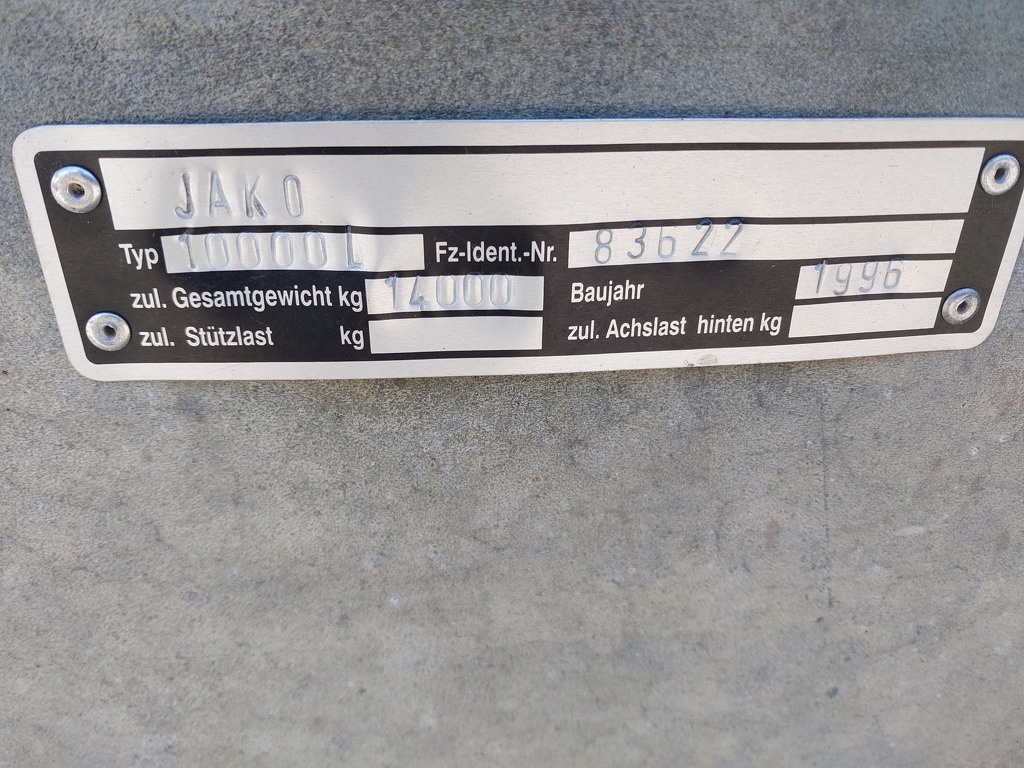 JAKO
Typ 10000L Fz-Ident.-Nr. 83622
zul. Gesamtgewicht kg 14000 Baujahr 1996
zul. Stützlast kg zul. Achslast hinten kg